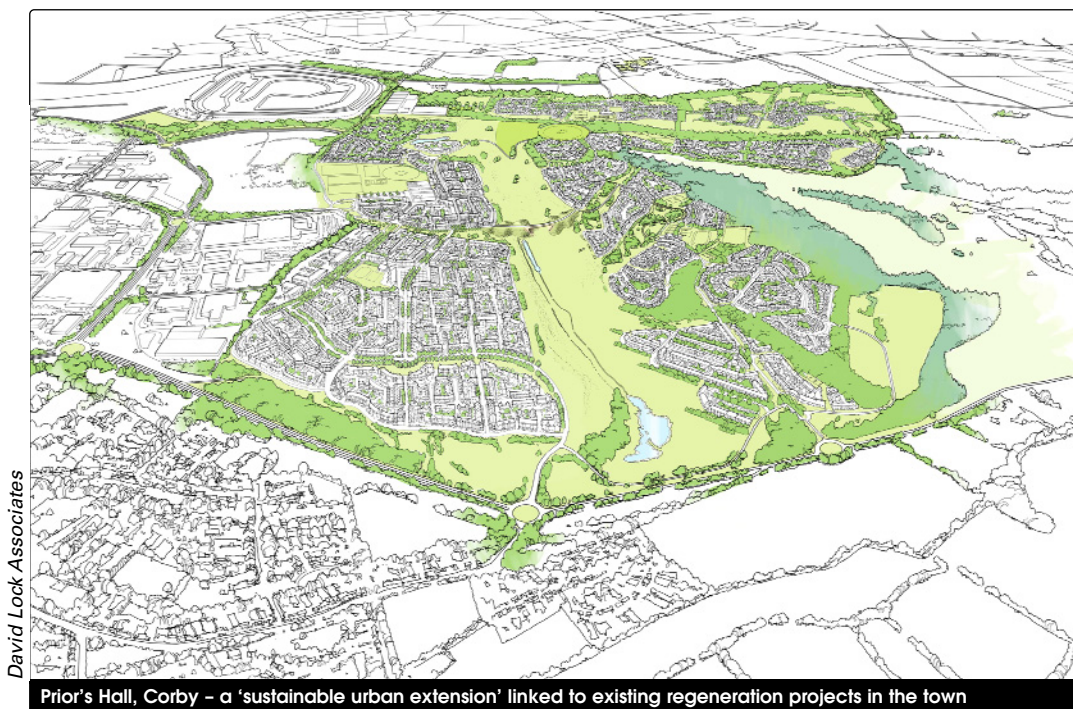 David Lock Associates
Prior's Hall, Corby – a ‘sustainable urban extension’ linked to existing regeneration projects in the town